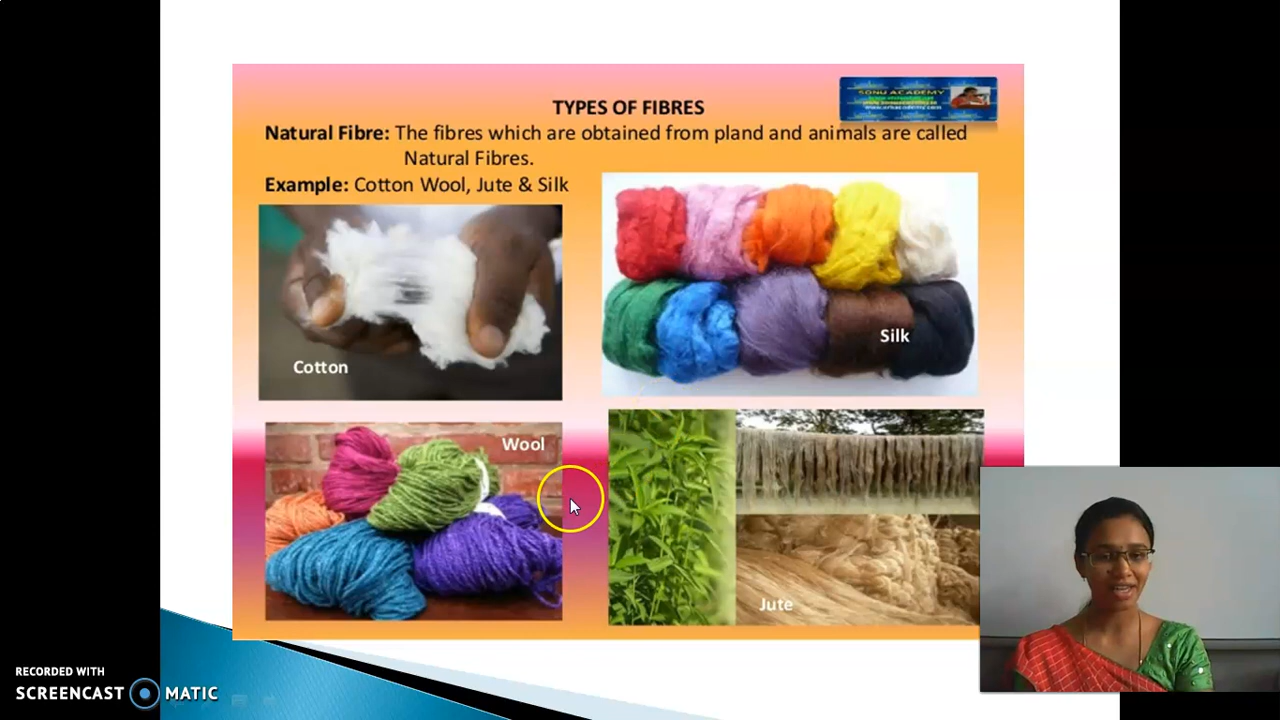 TYPES OF FIBRES
SONU ACADEMY
Natural Fibre: The fibres which are obtained from pland and animals are called
Natural Fibres.
Example: Cotton Wool, Jute & Silk
Cotton
Silk
Wool
Jute
RECORDED WITH
SCREENCAST MATIC